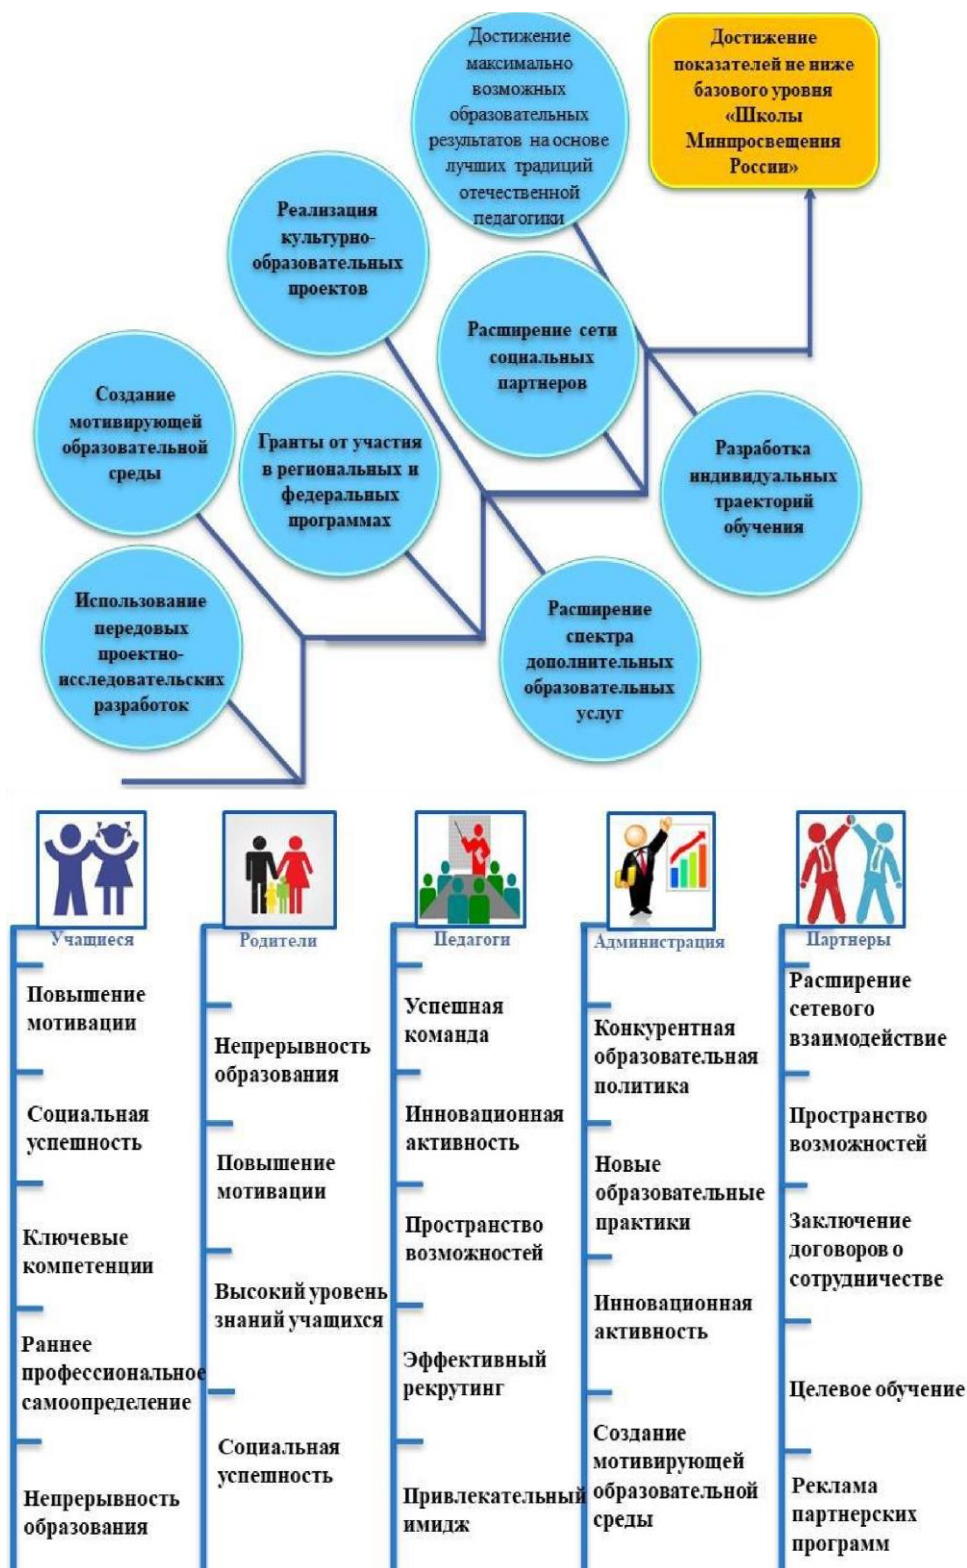 Достижение
максимально
возможных
образовательных
результатов на основе
лучших традиций
отечественной
педагогики
Достижение
показателей не ниже
базового уровня
«Школы
Минпросвещения
России»
Реализация
культурно-
образовательных
проектов
Расширение сети
социальных
партнеров
Создание
мотивирующей
образовательной
среды
Гранты от участия
в региональных и
федеральных
программах
Разработка
индивидуальных
траекторий
обучения
Использование
передовых
проектно-
исследовательских
разработок
Расширение
спектра
дополнительных
образовательных
услуг
Учащиеся
Повышение
мотивации
Социальная
успешность
Ключевые
компетенции
Раннее
профессиональное
самоопределение
Непрерывность
образования
Родители
Непрерывность
образования
Повышение
мотивации
Высокий уровень
знаний учащихся
Социальная
успешность
Педагоги
Успешная
команда
Инновационная
активность
Пространство
возможностей
Эффективный
рекрутинг
Привлекательный
имидж
Администрация
Конкурентная
образовательная
политика
Новые
образовательные
практики
Инновационная
активность
Создание
мотивирующей
образовательной
среды
Партнеры
Расширение
сетевого
взаимодействие
Пространство
возможностей
Заключение
договоров о
сотрудничестве
Целевое обучение
Реклама
партнерских
программ